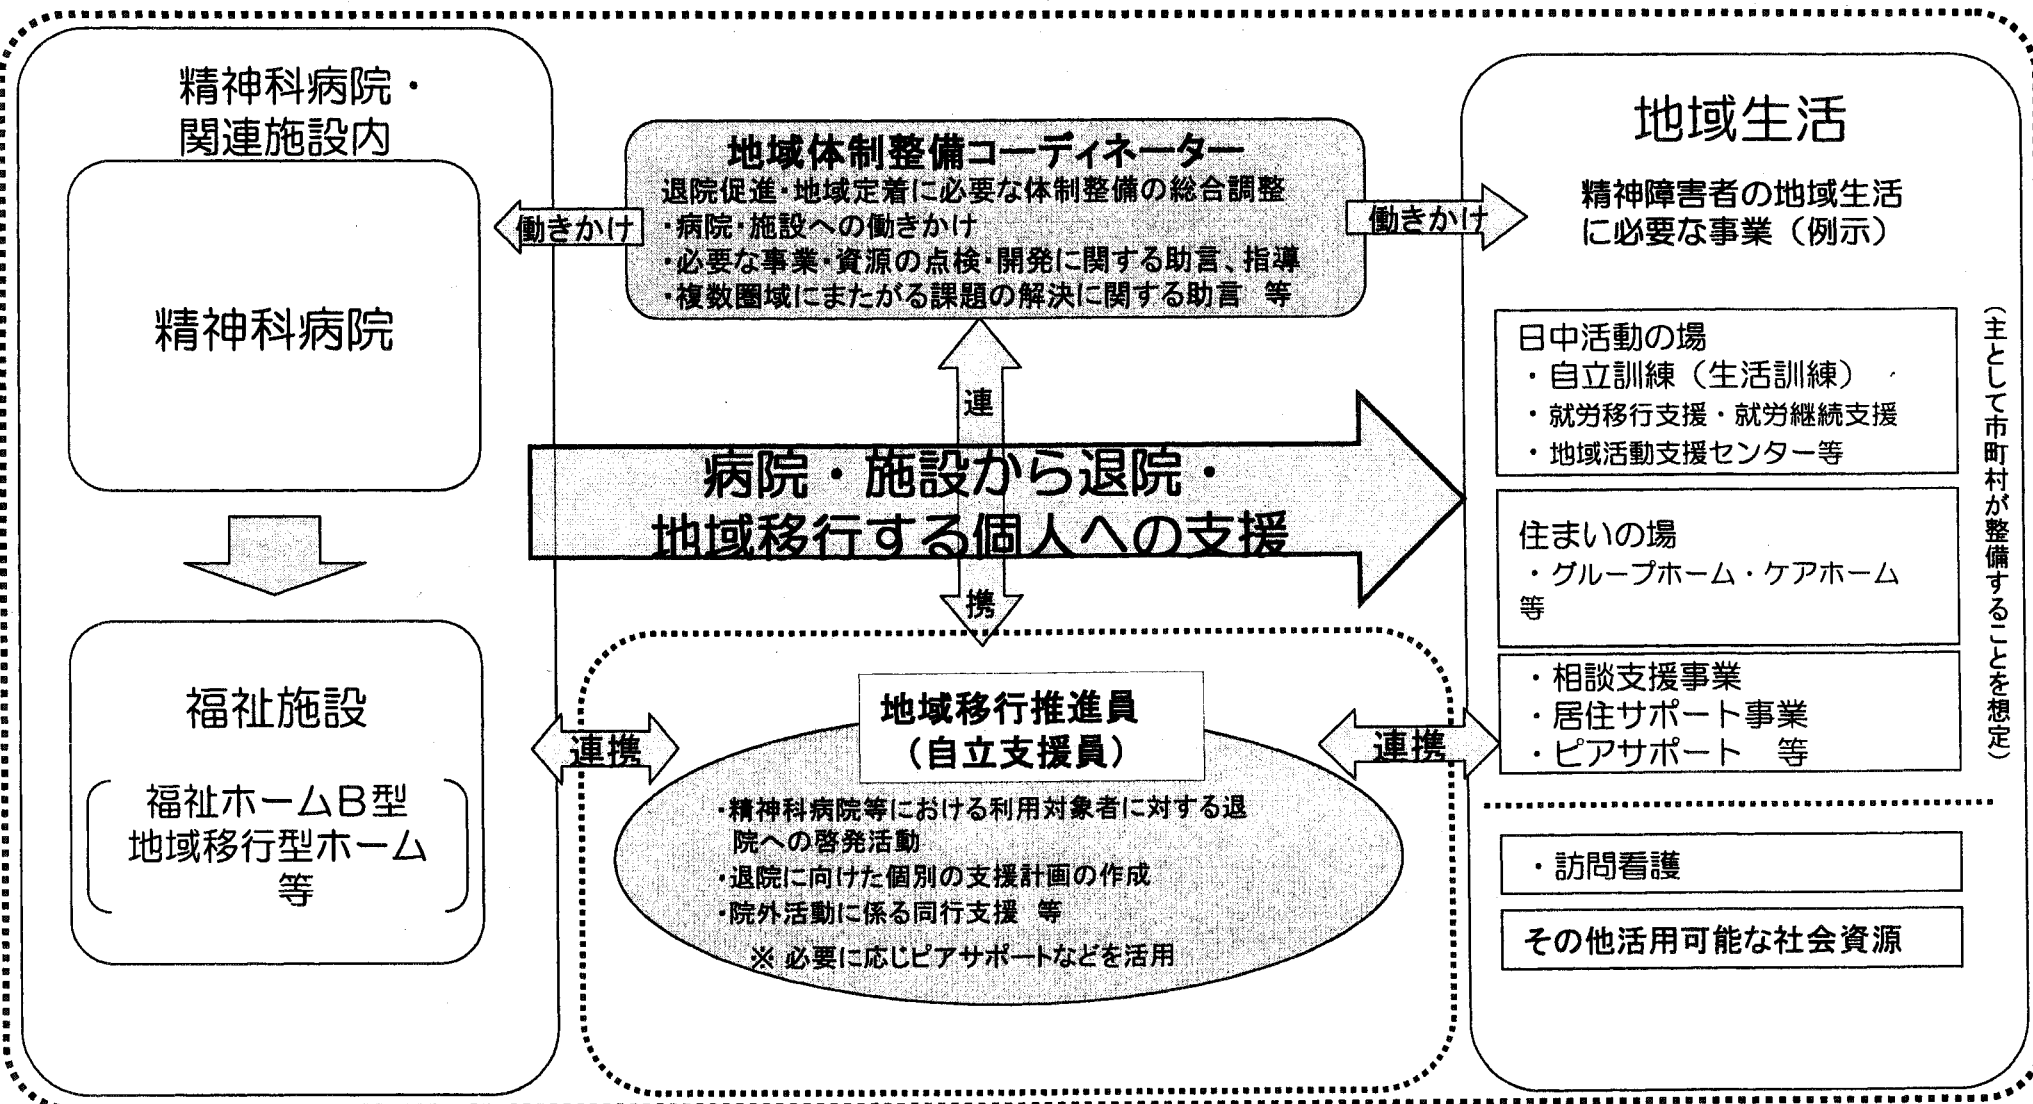 精神科病院・
関連施設内
精神科病院
福祉施設
福祉ホームB型
地域移行型ホーム
等
地域体制整備コーディネーター
退院促進・地域定着に必要な体制整備の総合調整
・病院・施設への働きかけ
・必要な事業・資源の点検・開発に関する助言、指導
・複数圏域にまたがる課題の解決に関する助言 等
働きかけ
働きかけ
連
携
病院・施設から退院・
地域移行する個人への支援
連携
連携
地域移行推進員
（自立支援員）
・精神科病院等における利用対象者に対する退
院への啓発活動
・退院に向けた個別の支援計画の作成
・院外活動に係る同行支援 等
※ 必要に応じピアサポートなどを活用
地域生活
精神障害者の地域生活
に必要な事業（例示）
日中活動の場
・自立訓練（生活訓練）
・就労移行支援・就労継続支援
・地域活動支援センター等
住まいの場
・グループホーム・ケアホーム
等
・相談支援事業
・居住サポート事業
・ピアサポート 等
（主として市町村が整備することを想定）
・訪問看護
その他活用可能な社会資源